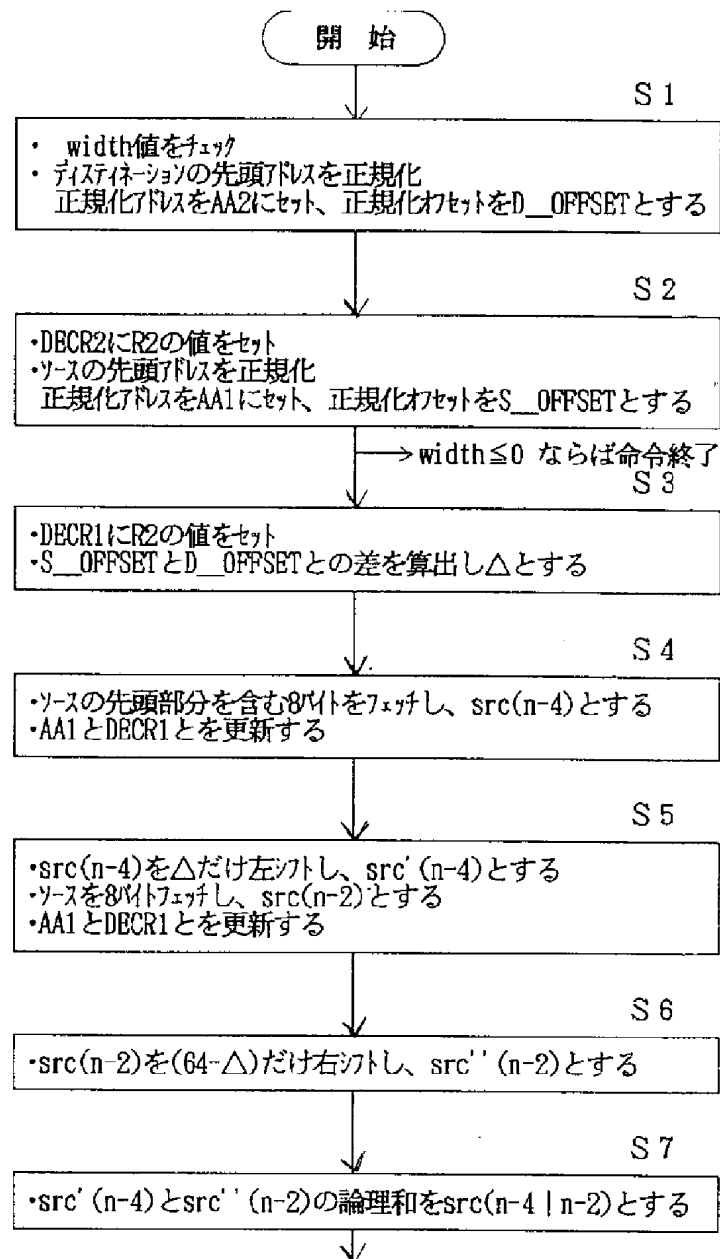 開 始
S 1
・ width値をチェック
・ディスティネーションの先頭アドレスを正規化
正規化アドレスをAA2にセット、正規化オフセットをD__OFFSETとする
S 2
・DECR2にR2の値をセット
・ソースの先頭アドレスを正規化
正規化アドレスをAA1にセット、正規化オフセットをS__OFFSETとする
width≦0 ならば命令終了
S 3
・DECR1にR2の値をセット
・S__OFFSETとD__OFFSETとの差を算出し△とする
S 4
・ソースの先頭部分を含む8バイトをフェッチし、src(n-4)とする
・AA1とDECR1とを更新する
S 5
・src(n-4)を△だけ左シフトし、src'(n-4)とする
・ソースを8バイトフェッチし、src(n-2)とする
・AA1とDECR1とを更新する
S 6
・src(n-2)を(64-△)だけ右シフトし、src''(n-2)とする
S 7
・src'(n-4)とsrc''(n-2)の論理和をsrc(n-4|n-2)とする